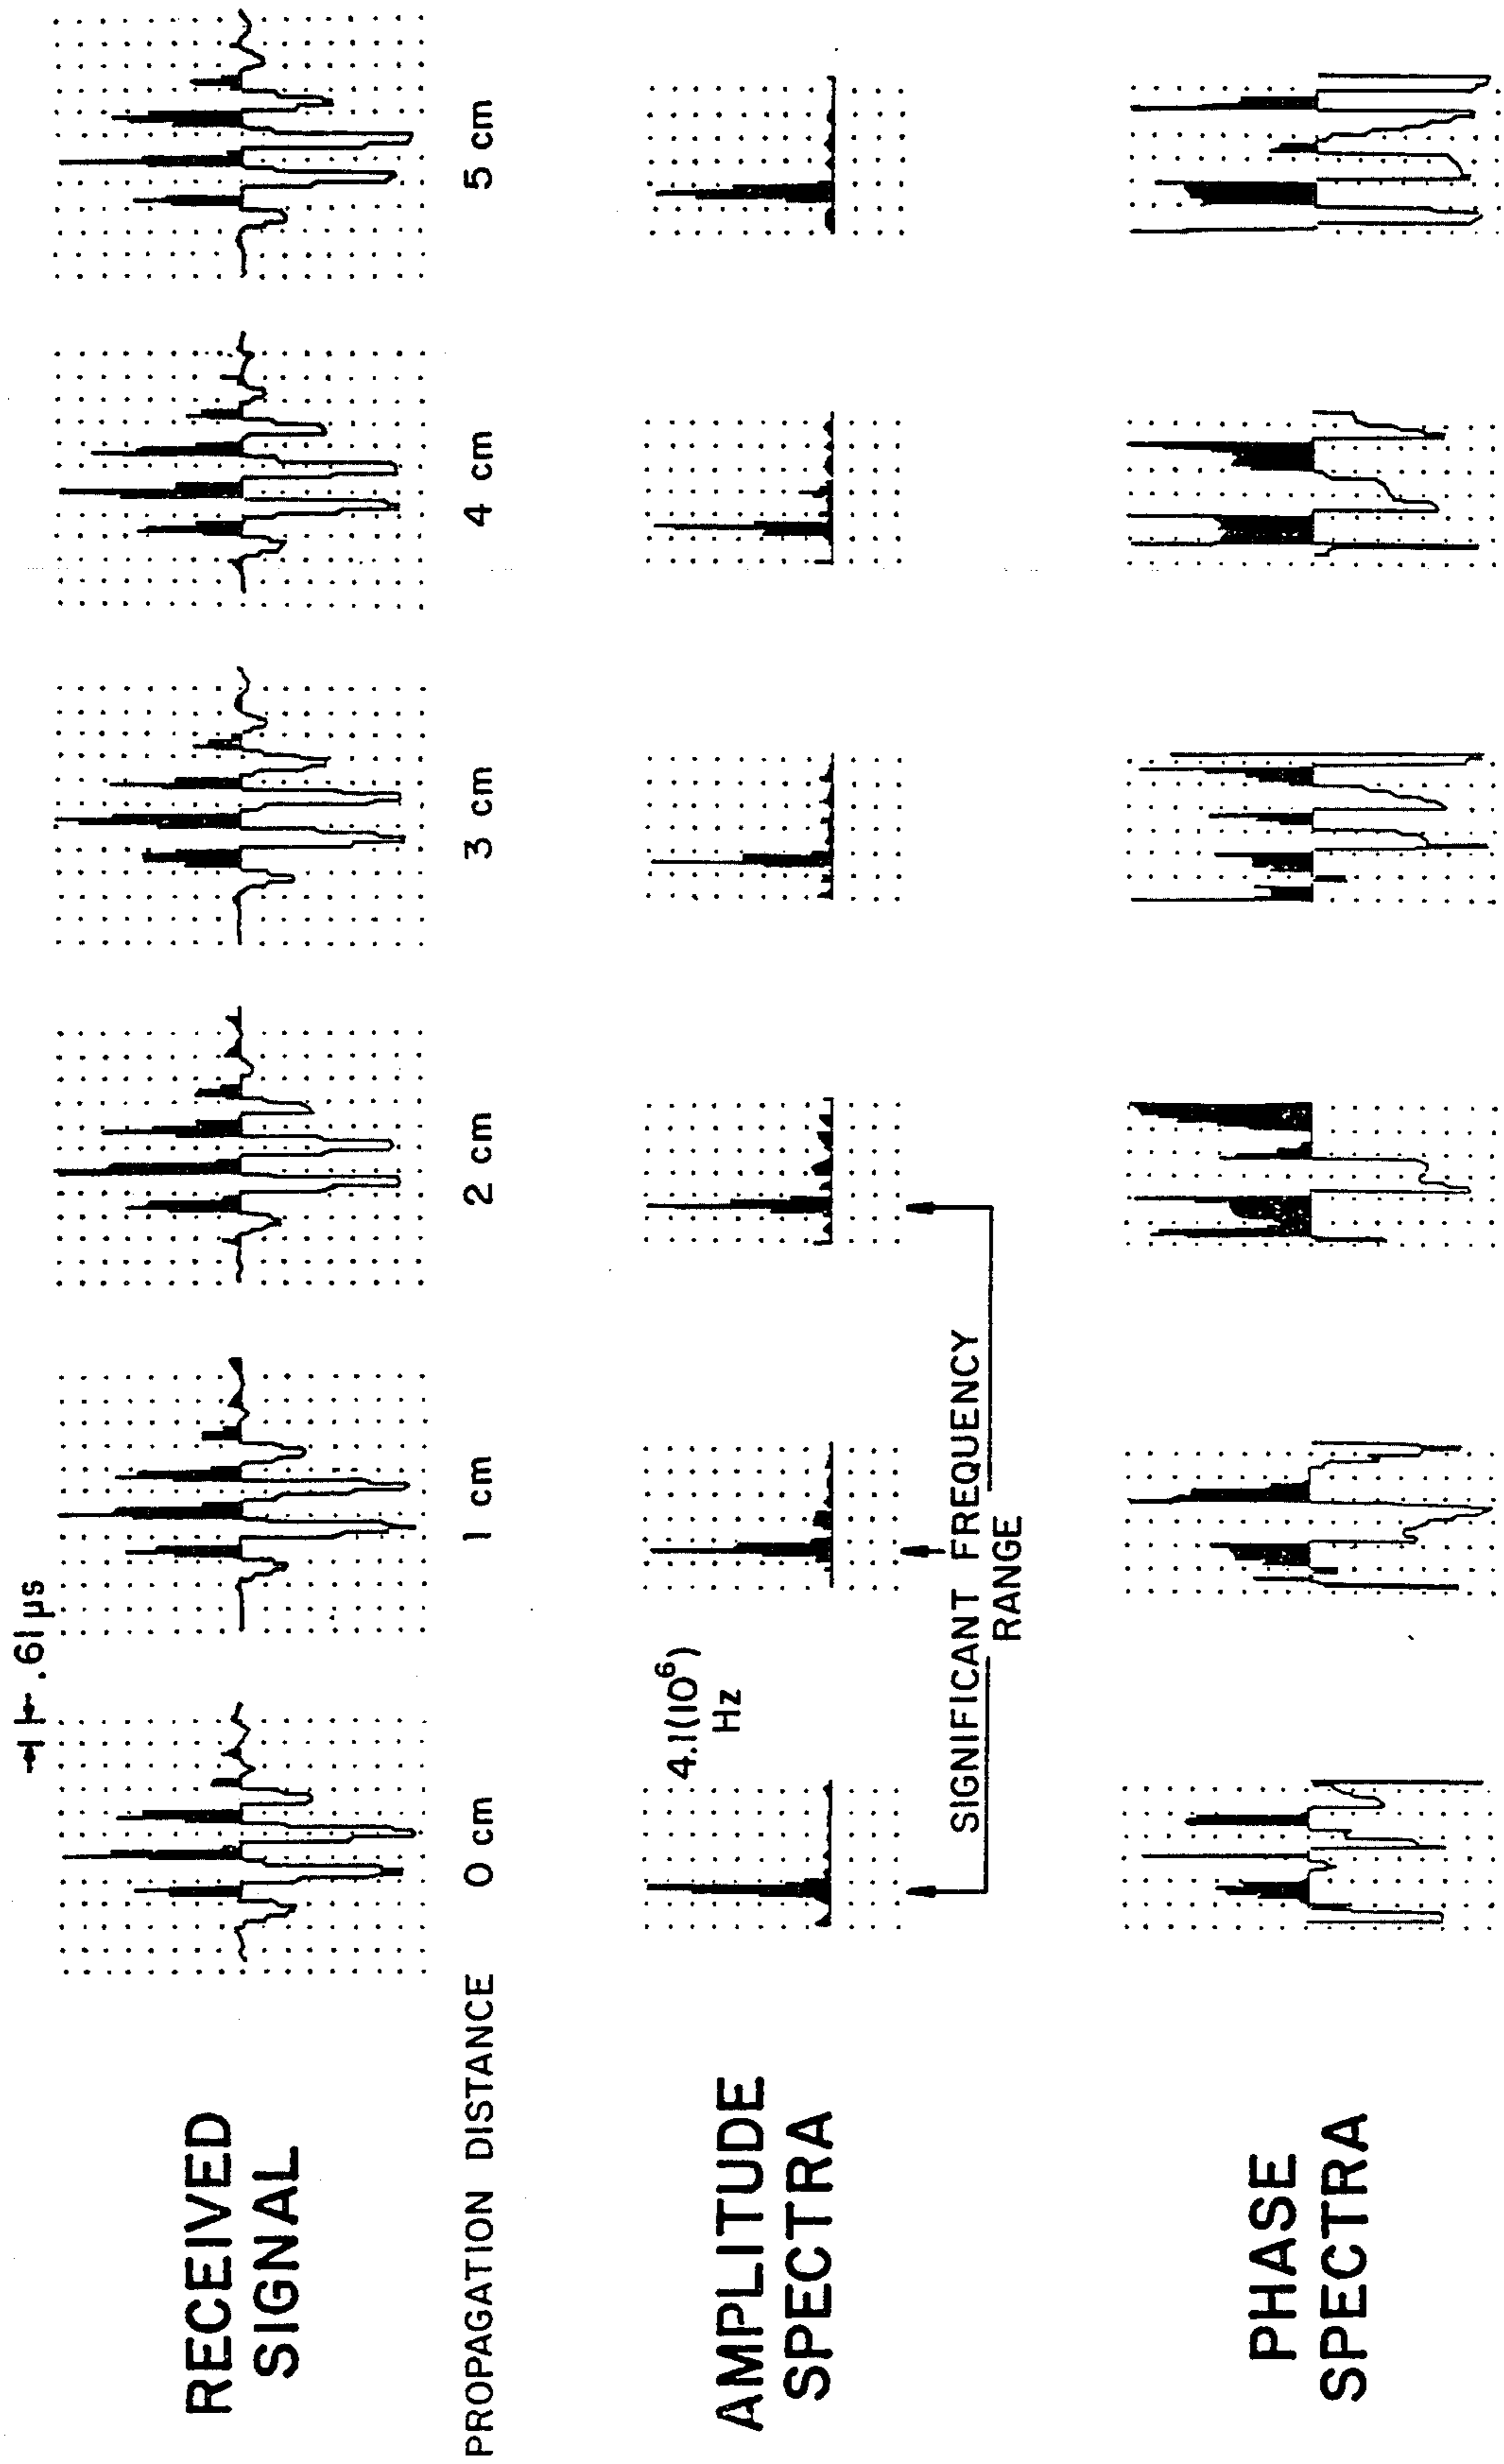 .61 µs
RECEIVED
SIGNAL
PROPAGATION DISTANCE 0 cm 1 cm 2 cm 3 cm 4 cm 5 cm
AMPLITUDE
SPECTRA
4.1(10⁶)
Hz
SIGNIFICANT FREQUENCY
RANGE
PHASE
SPECTRA